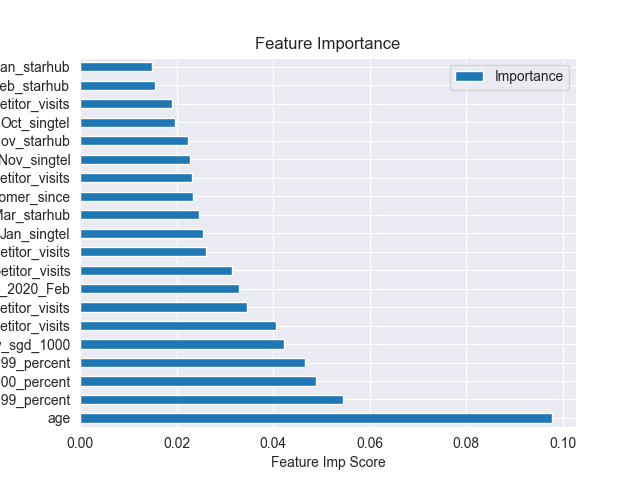 Feature Importance
Importance
an_starhub
eb_starhub
etitor_visits
Oct_singtel
ov_starhub
Nov_singtel
etitor_visits
omer_since
Mar_starhub
Jan_singtel
etitor_visits
etitor_visits
_2020_Feb
etitor_visits
etitor_visits
_sgd_1000
99_percent
00_percent
99_percent
age
0.00 0.02 0.04 0.06 0.08 0.10
Feature Imp Score